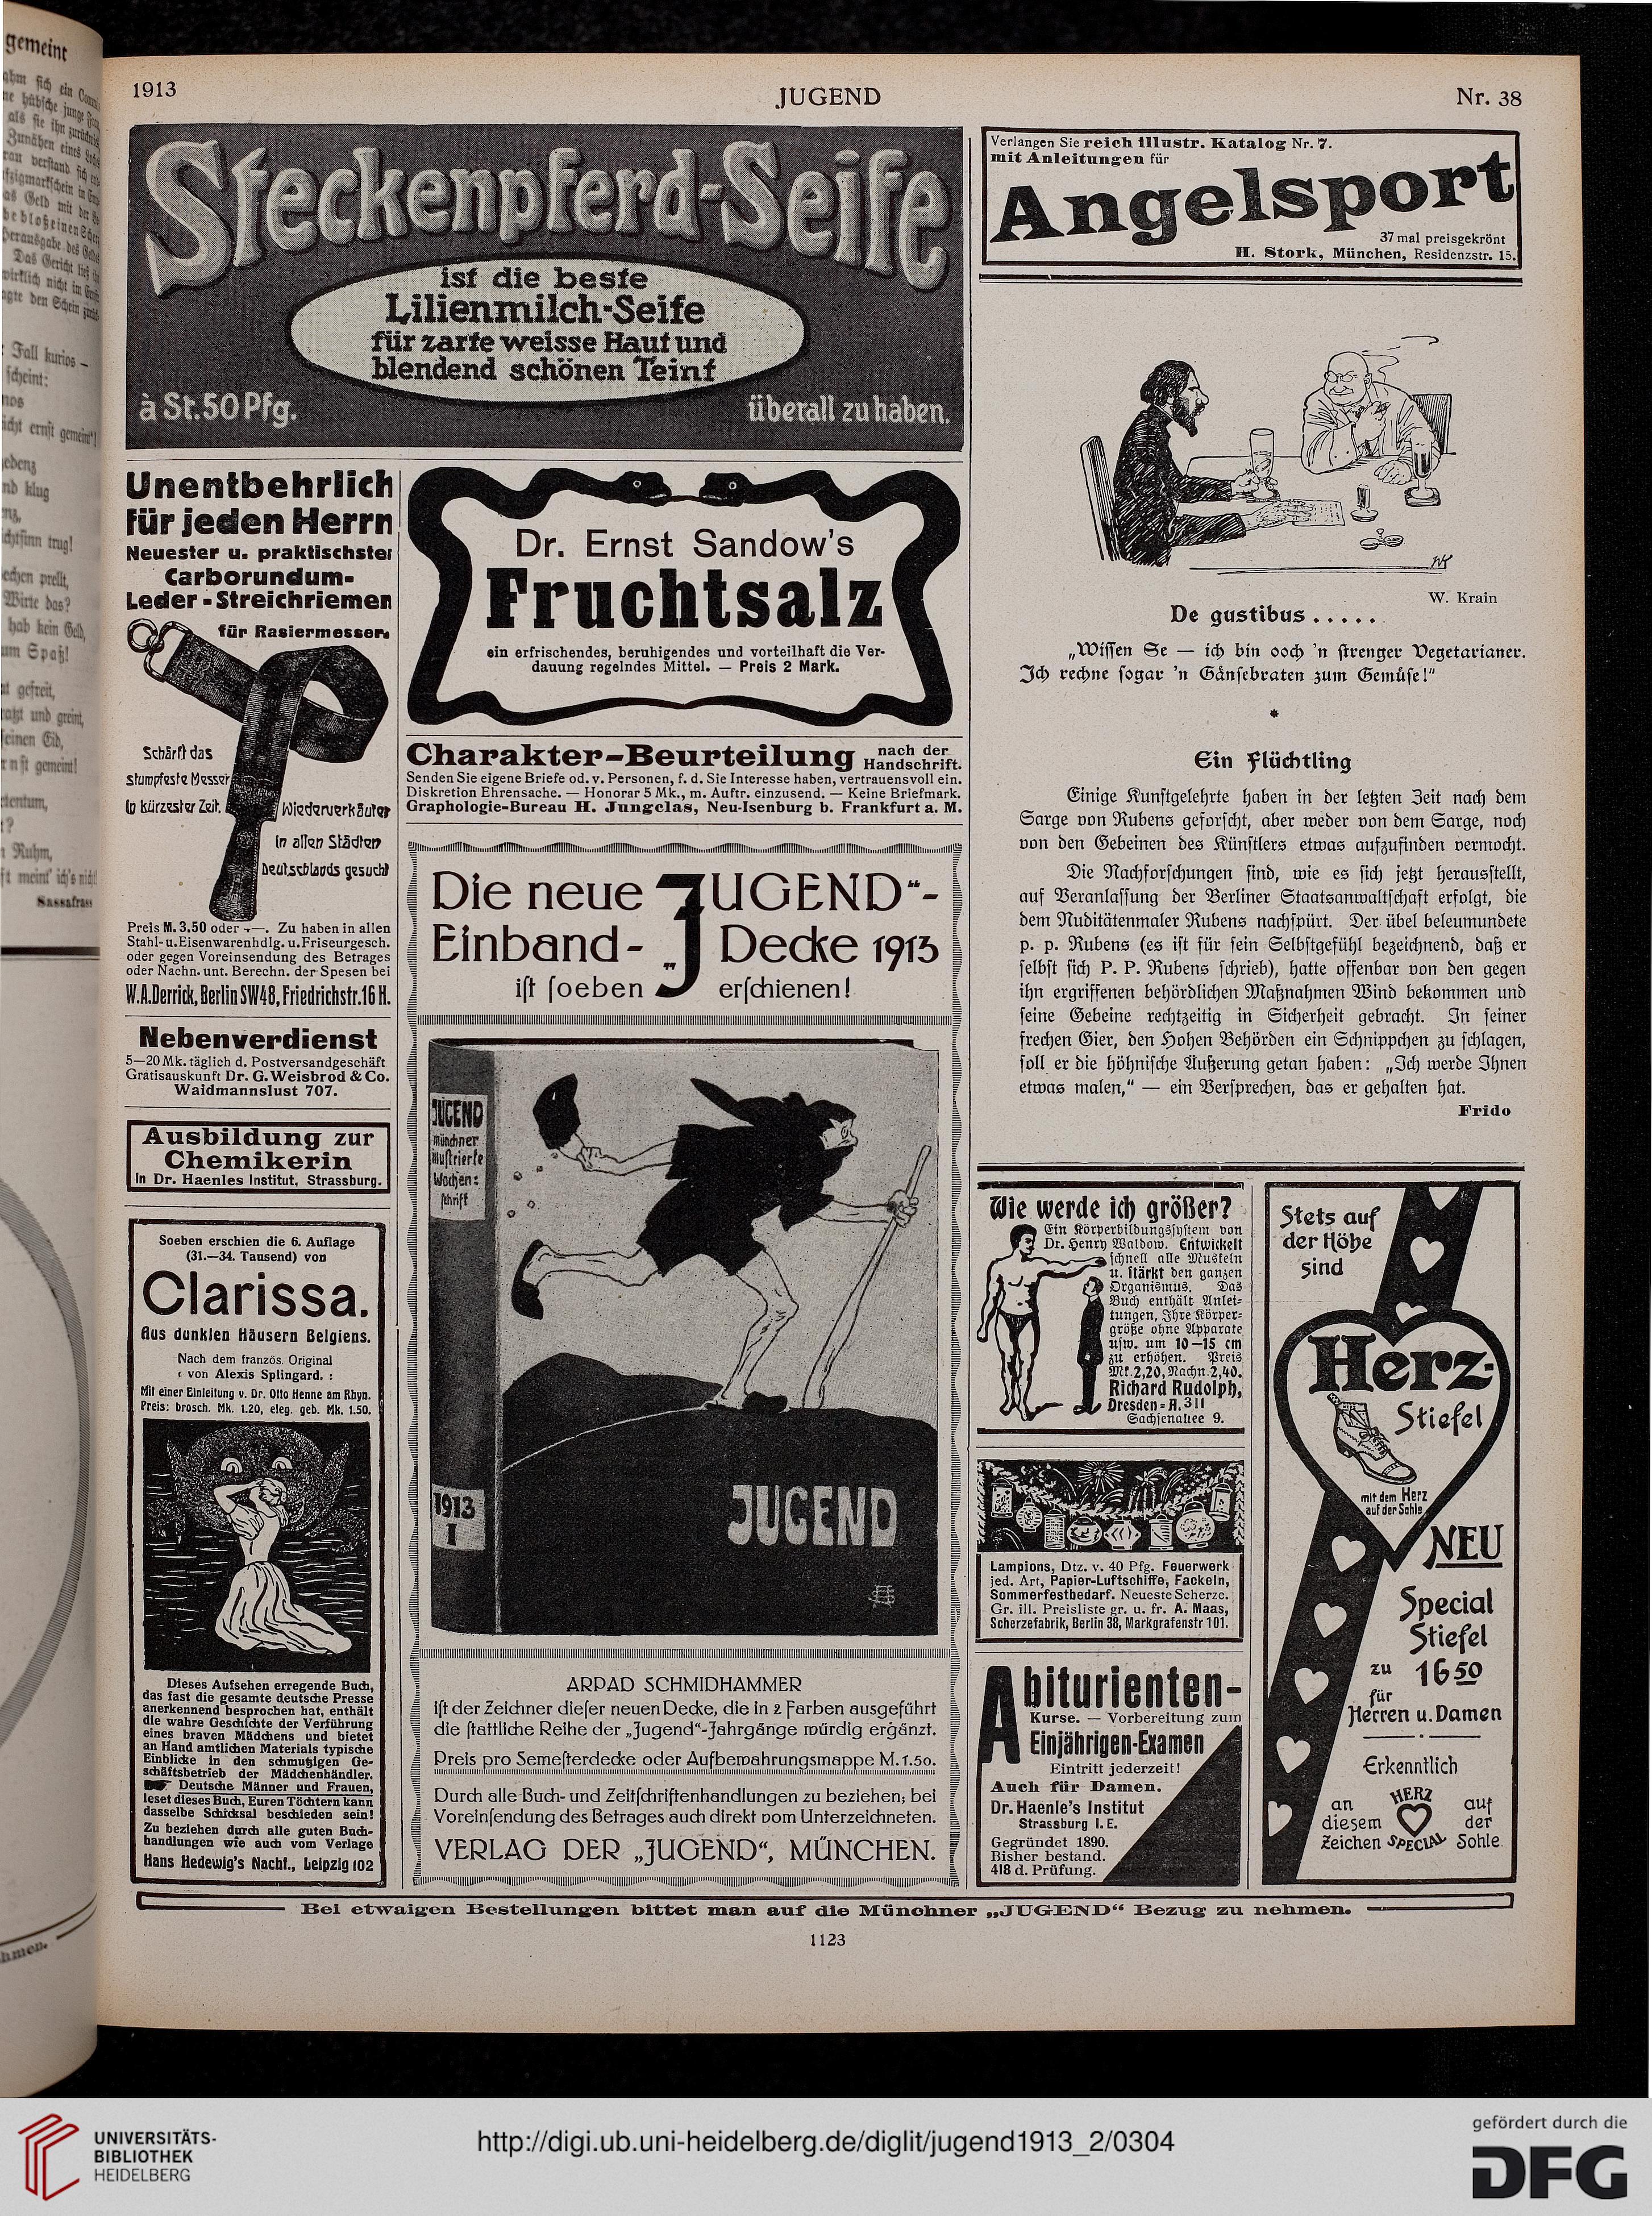 gemeint
1913
JUGEND
Nr. 38
Steckenpferd-Seife
ist die beste
Lilienmilch-Seife
für zarte weisse Haut und
blendend schönen Teint
à St. 50 Pfg.
überall zu haben.
Unentbehrlich
für jeden Herrn
Neuester u. praktischster
Carborundum-
Leder-Streichriemen
für Rasiermesser.
Schärft das
stumpfeste Messer
in kürzester Zeit.
Wiederverkäufer
in allen Städten
Deutschlands gesucht
Preis M. 3.50 oder Zu haben in allen
Stahl- u. Eisenwarenhdlg. u. Friseurgesch.
oder gegen Voreinsendung des Betrages
oder Nachn. unt. Berechn. der Spesen bei
W. A. Derrick, Berlin SW48, Friedrichstr. 16 H.
Nebenverdienst
5—20 Mk. täglich d. Postversandgeschäft
Gratisauskunft Dr. G. Weisbrod & Co.
Waidmannslust 707.
Ausbildung zur
Chemikerin
in Dr. Haenles Institut, Strassburg.
Soeben erschien die 6. Auflage
(31.—34. Tausend) von
Clarissa.
Aus dunklen Häusern Belgiens.
Nach dem französ. Original
von Alexis Splingard. :
Mit einer Einleitung v. Dr. Otto Henne am Rhyn.
Preis: brosch. Mk. 1.20, eleg. geb. Mk. 1.50.
Dieses Aufsehen erregende Buch,
das fast die gesamte deutsche Presse
anerkennend besprochen hat, enthält
die wahre Geschichte der Verführung
eines braven Mädchens und bietet
an Hand amtlichen Materials typische
Einblicke in den schmutzigen Ge-
schäftsbetrieb der Mädchenhändler.
Deutsche Männer und Frauen,
leset dieses Buch, Euren Töchtern kann
dasselbe Schicksal beschieden sein!
Zu beziehen durch alle guten Buch-
handlungen wie auch vom Verlage
Hans Hedewig's Nachf., Leipzig 102
Dr. Ernst Sandow's
Fruchtsalz
ein erfrischendes, beruhigendes und vorteilhaft die Ver-
dauung regelndes Mittel. — Preis 2 Mark.
Charakter-Beurteilung nach der Handschrift.
Senden Sie eigene Briefe od. v. Personen, f. d. Sie Interesse haben, vertrauensvoll ein.
Diskretion Ehrensache. — Honorar 5 Mk., m. Auftr. einzusend. — Keine Briefmark.
Graphologie-Bureau H. Jungclas, Neu-Isenburg b. Frankfurt a. M.
Die neue „JUGEND“-
Einband-Decke 1913
ist soeben erschienen!
JUGEND
münchner
illustrierte
Wochen:
schrift
1913
I
JUGEND
ARPAD SCHMIDHAMMER
ist der Zeichner dieser neuen Decke, die in 2 Farben ausgeführt
die stattliche Reihe der „Jugend“-Jahrgänge würdig ergänzt.
Preis pro Semesterdecke oder Aufbewahrungsmappe M. 1.50.
Durch alle Buch- und Zeitschriftenhandlungen zu beziehen; bei
Voreinsendung des Betrages auch direkt vom Unterzeichneten.
VERLAG DER „JUGEND“, MÜNCHEN.
Verlangen Sie reich illustr. Katalog Nr. 7.
mit Anleitungen für
Angelsport
37 mal preisgekrönt
H. Stork, München, Residenzstr. 15.
W. Krain
De gustibus . . . . .
„Wissen Se — ich bin ooch 'n strenger Vegetarianer.
Ich rechne sogar 'n Gänsebraten zum Gemüse!“
*
Ein Flüchtling
Einige Kunstgelehrte haben in der letzten Zeit nach dem
Sarge von Rubens geforscht, aber weder von dem Sarge, noch
von den Gebeinen des Künstlers etwas aufzufinden vermocht.
Die Nachforschungen sind, wie es sich jetzt herausstellt,
auf Veranlassung der Berliner Staatsanwaltschaft erfolgt, die
dem Nuditätenmaler Rubens nachspürt. Der übel beleumundete
p. p. Rubens (es ist für sein Selbstgefühl bezeichnend, daß er
selbst sich P. P. Rubens schrieb), hatte offenbar von den gegen
ihn ergriffenen behördlichen Maßnahmen Wind bekommen und
seine Gebeine rechtzeitig in Sicherheit gebracht. In seiner
frechen Gier, den Hohen Behörden ein Schnippchen zu schlagen,
soll er die höhnische Äußerung getan haben: „Ich werde Ihnen
etwas malen,“ — ein Versprechen, das er gehalten hat.
Frido
Wie werde ich größer?
Ein Körperbildungssystem von
Dr. Henry Waldow. Entwickelt
schnell alle Muskeln
u. stärkt den ganzen
Organismus. Das
Buch enthält Anlei-
tungen, Ihre Körper-
größe ohne Apparate
usw. um 10—15 cm
zu erhöhen. Preis
Mk. 2,20, Nachn. 2,40.
Richard Rudolph,
Dresden=A. 311
Sachsenallee 9.
Lampions, Dtz. v. 40 Pfg. Feuerwerk
jed. Art, Papier-Luftschiffe, Fackeln,
Sommerfestbedarf. Neueste Scherze.
Gr. ill. Preisliste gr. u. fr. A. Maas,
Scherzefabrik, Berlin 38, Markgrafenstr 101.
Abiturienten-
Kurse. — Vorbereitung zum
Einjährigen-Examen
Eintritt jederzeit!
Auch für Damen.
Dr. Haenle's Institut
Strassburg I. E.
Gegründet 1890.
Bisher bestand.
418 d. Prüfung.
Stets auf
der Höhe
sind
Herz-
Stiefel
mit dem Herz
auf der Sohle
NEU
Special
Stiefel
zu 16 50
für
Herren u. Damen
Erkenntlich
an diesem Zeichen
HERZ
SPECIAL
auf der Sohle
Bei etwaigen Bestellungen bittet man auf die Münchner „JUGEND“ Bezug zu nehmen.
1123
UNIVERSITÄTS-
BIBLIOTHEK
HEIDELBERG
http://digi.ub.uni-heidelberg.de/diglit/jugend1913_2/0304
gefördert durch die
DFG